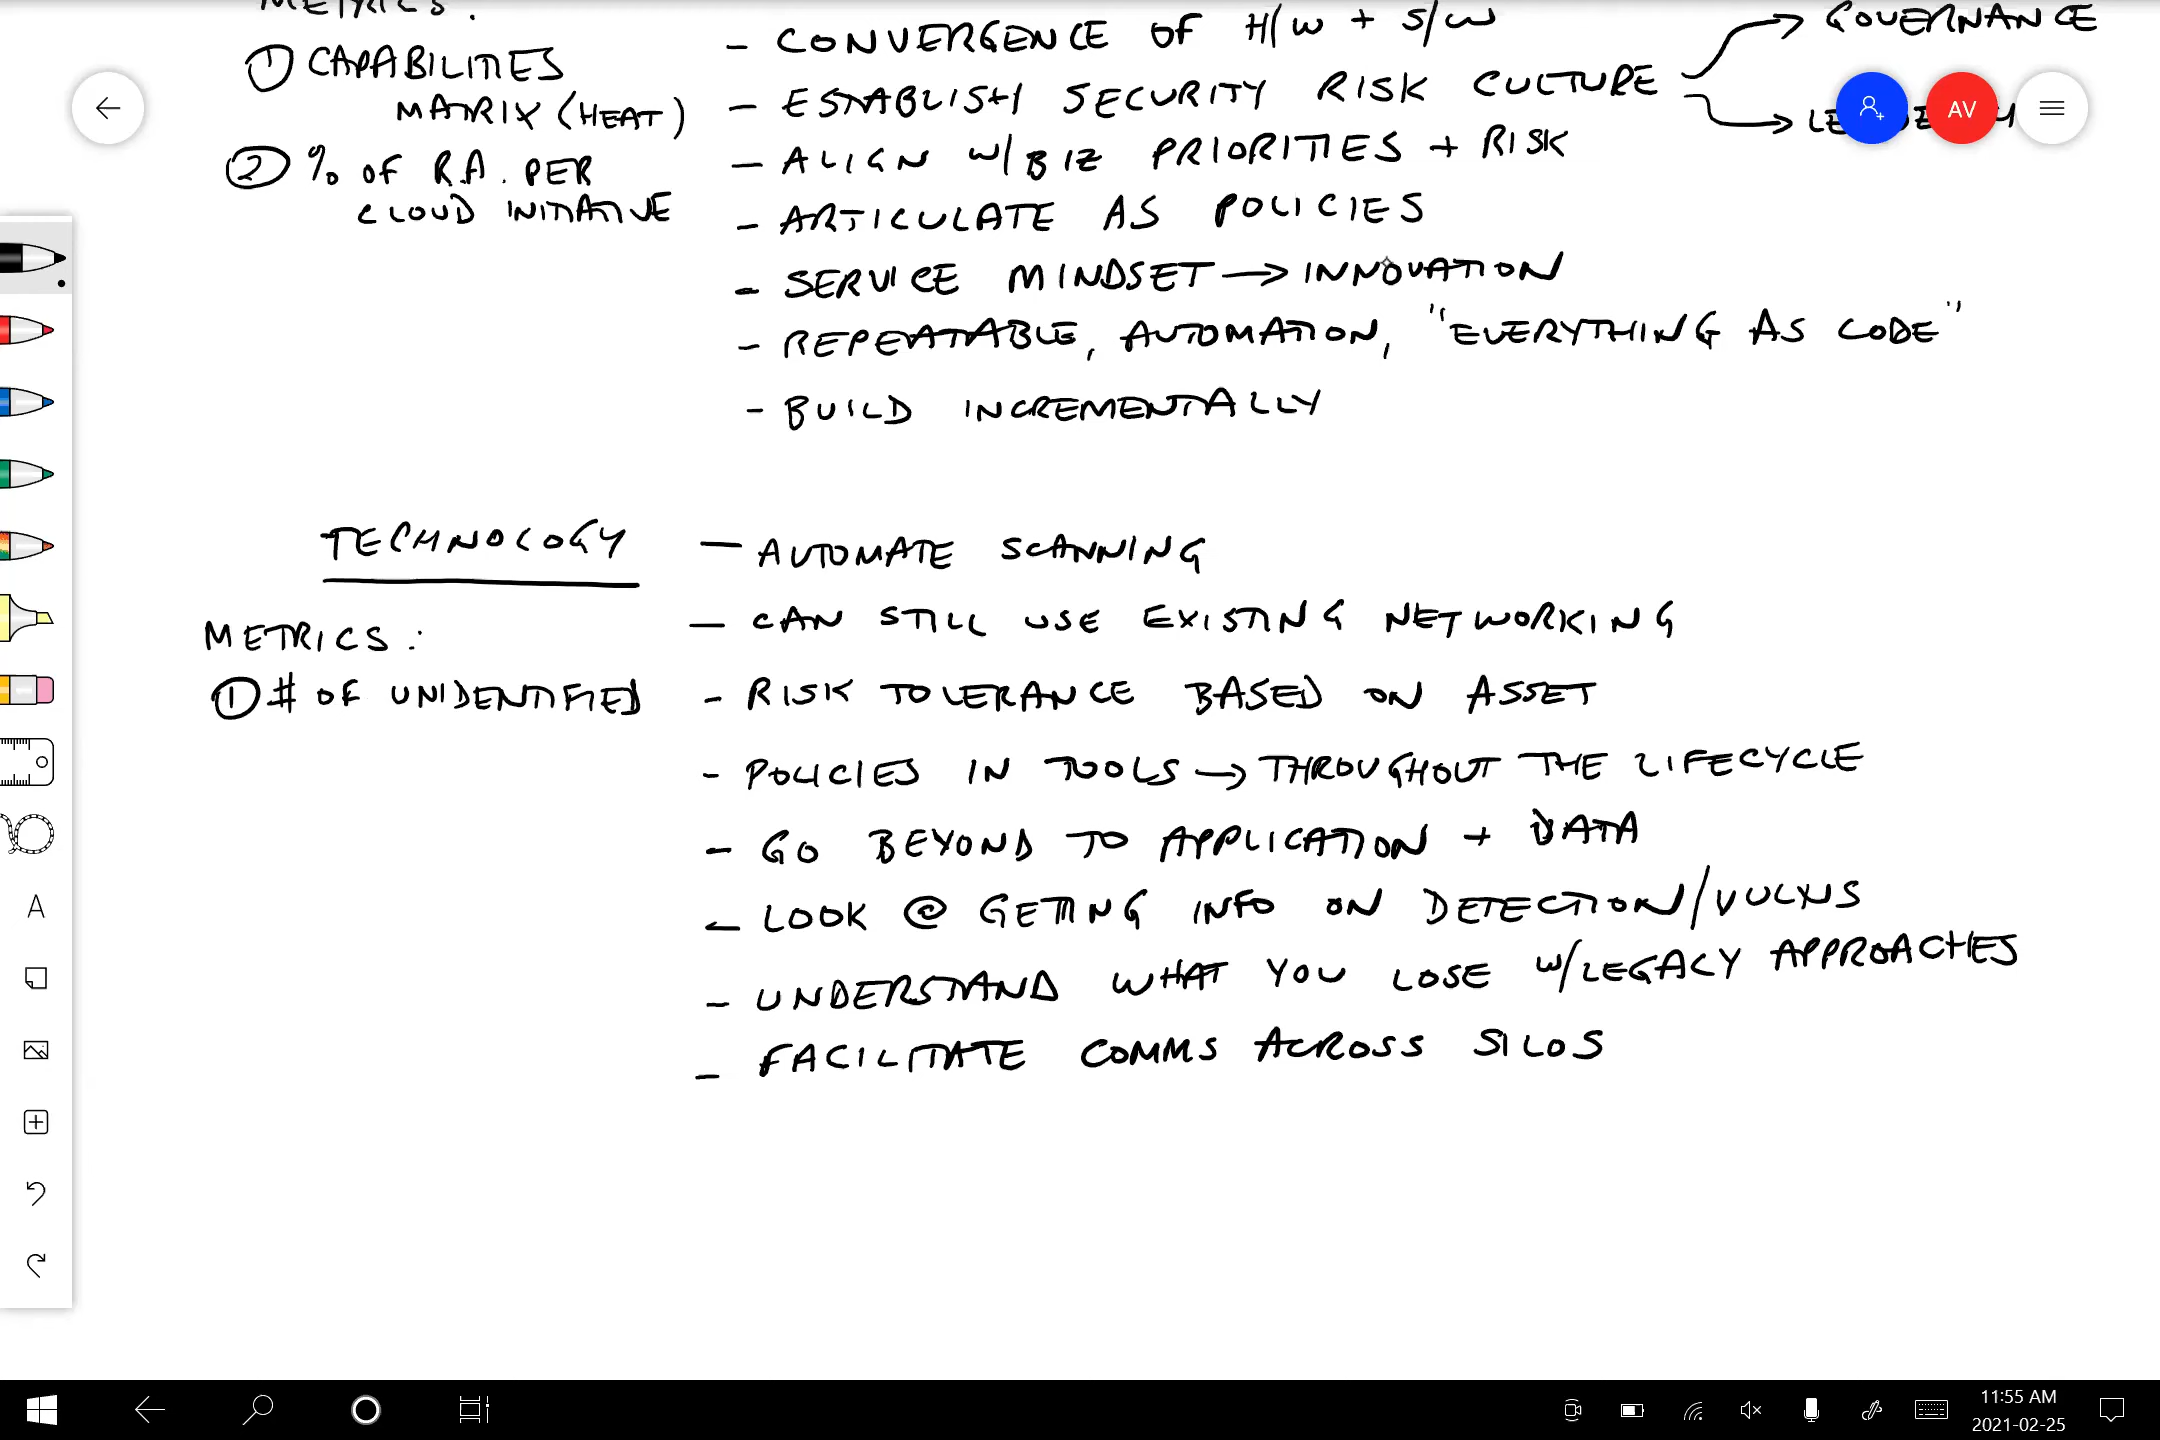 METRICS:
① CAPABILITIES
MATRIX (HEAT)
② % OF R.A. PER
CLOUD INITIATIVE
- CONVERGENCE OF H/W + S/W
- ESTABLISH SECURITY RISK CULTURE
→ GOVERNANCE
- ALIGN W/ BIZ PRIORITIES + RISK
- ARTICULATE AS POLICIES
- SERVICE MINDSET → INNOVATION
- REPEATABLE, AUTOMATION, "EVERYTHING AS CODE"
- BUILD INCREMENTALLY
AV
TECHNOLOGY
METRICS:
① # OF UNIDENTIFIED
- AUTOMATE SCANNING
- CAN STILL USE EXISTING NETWORKING
- RISK TOLERANCE BASED ON ASSET
- POLICIES IN TOOLS → THROUGHOUT THE LIFECYCLE
- GO BEYOND TO APPLICATION + DATA
- LOOK @ GETTING INFO ON DETECTION/VULNS
- UNDERSTAND WHAT YOU LOSE W/LEGACY APPROACHES
- FACILITATE COMMS ACROSS SILOS
A
11:55 AM
2021-02-25